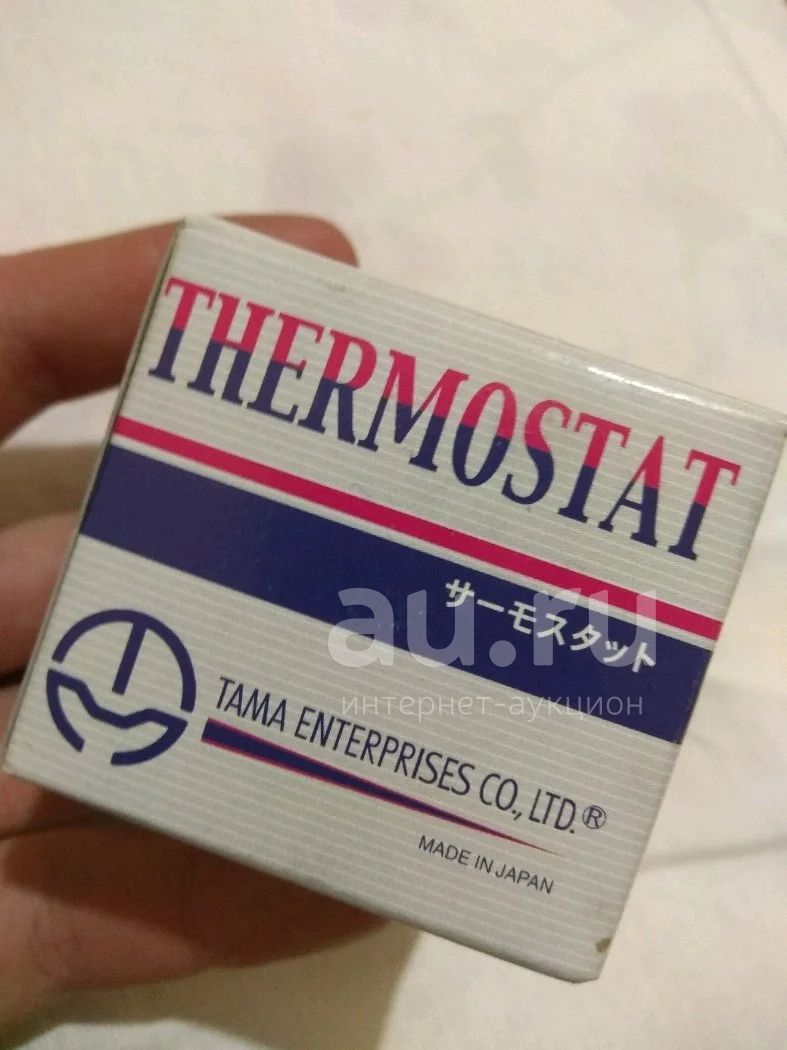 THERMOSTAT
サーモスタット
au.ru
интернет-аукцион
TAMA ENTERPRISES CO., LTD.®
MADE IN JAPAN